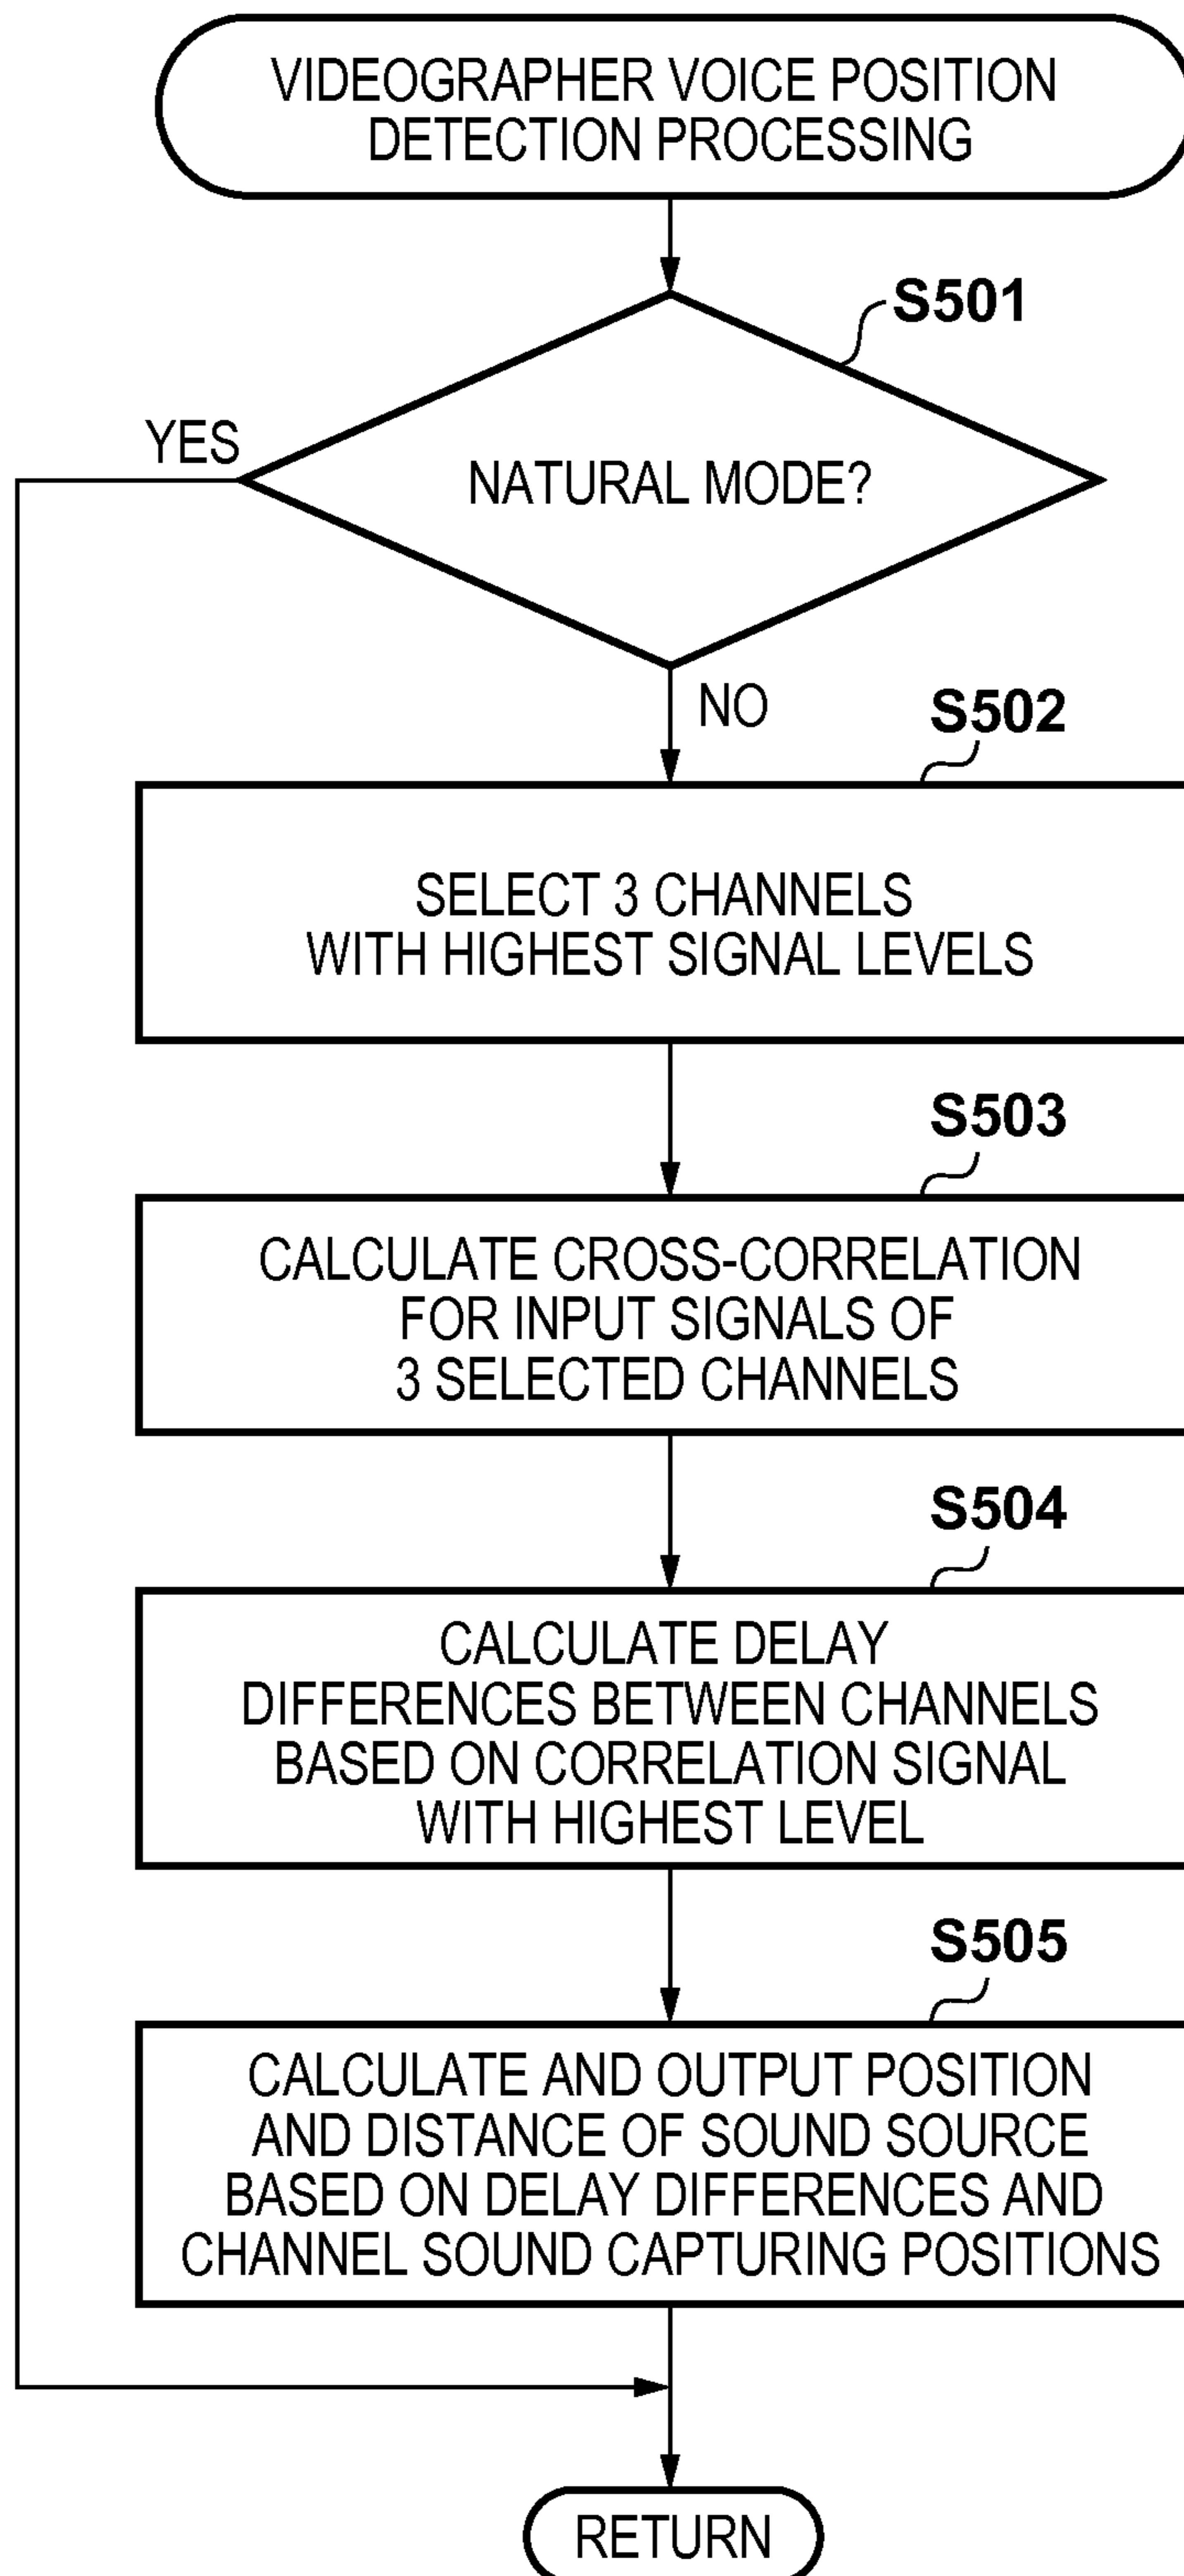 VIDEOGRAPHER VOICE POSITION
DETECTION PROCESSING
S501
YES
NATURAL MODE?
NO
S502
SELECT 3 CHANNELS
WITH HIGHEST SIGNAL LEVELS
S503
CALCULATE CROSS-CORRELATION
FOR INPUT SIGNALS OF
3 SELECTED CHANNELS
S504
CALCULATE DELAY
DIFFERENCES BETWEEN CHANNELS
BASED ON CORRELATION SIGNAL
WITH HIGHEST LEVEL
S505
CALCULATE AND OUTPUT POSITION
AND DISTANCE OF SOUND SOURCE
BASED ON DELAY DIFFERENCES AND
CHANNEL SOUND CAPTURING POSITIONS
RETURN